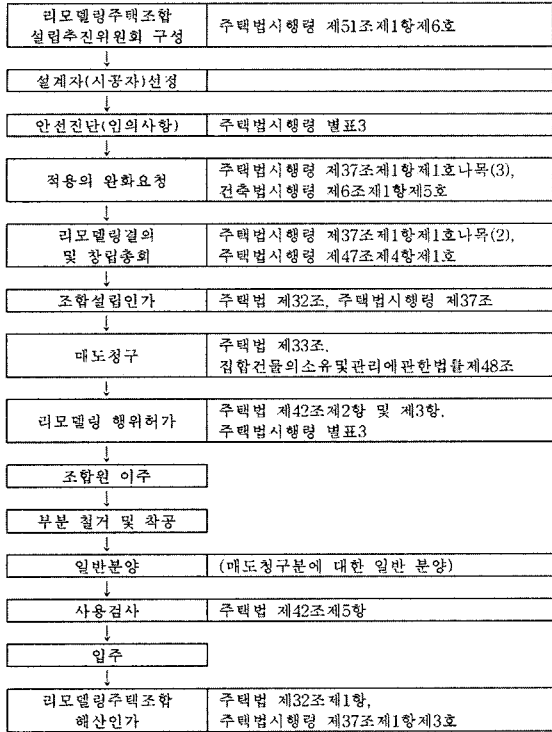 리모델링주택조합
설립추진위원회 구성
주택법시행령 제51조제1항제6호
↓
설계자(시공자)선정
↓
안전진단(임의사항)
주택법시행령 별표3
↓
적용의 완화요청
주택법시행령 제37조제1항제1호나목(3),
건축법시행령 제6조제1항제5호
↓
리모델링결의
및 창립총회
주택법시행령 제37조제1항제1호나목(2),
주택법시행령 제47조제4항제1호
↓
조합설립인가
주택법 제32조, 주택법시행령 제37조
↓
매도청구
주택법 제33조,
집합건물의소유및관리에관한법률제48조
↓
리모델링 행위허가
주택법 제42조제2항 및 제3항,
주택법시행령 별표3
↓
조합원 이주
↓
부분 철거 및 착공
↓
일반분양
(매도청구분에 대한 일반 분양)
↓
사용검사
주택법 제42조제5항
↓
입주
↓
리모델링주택조합
해산인가
주택법 제32조제1항,
주택법시행령 제37조제1항제3호